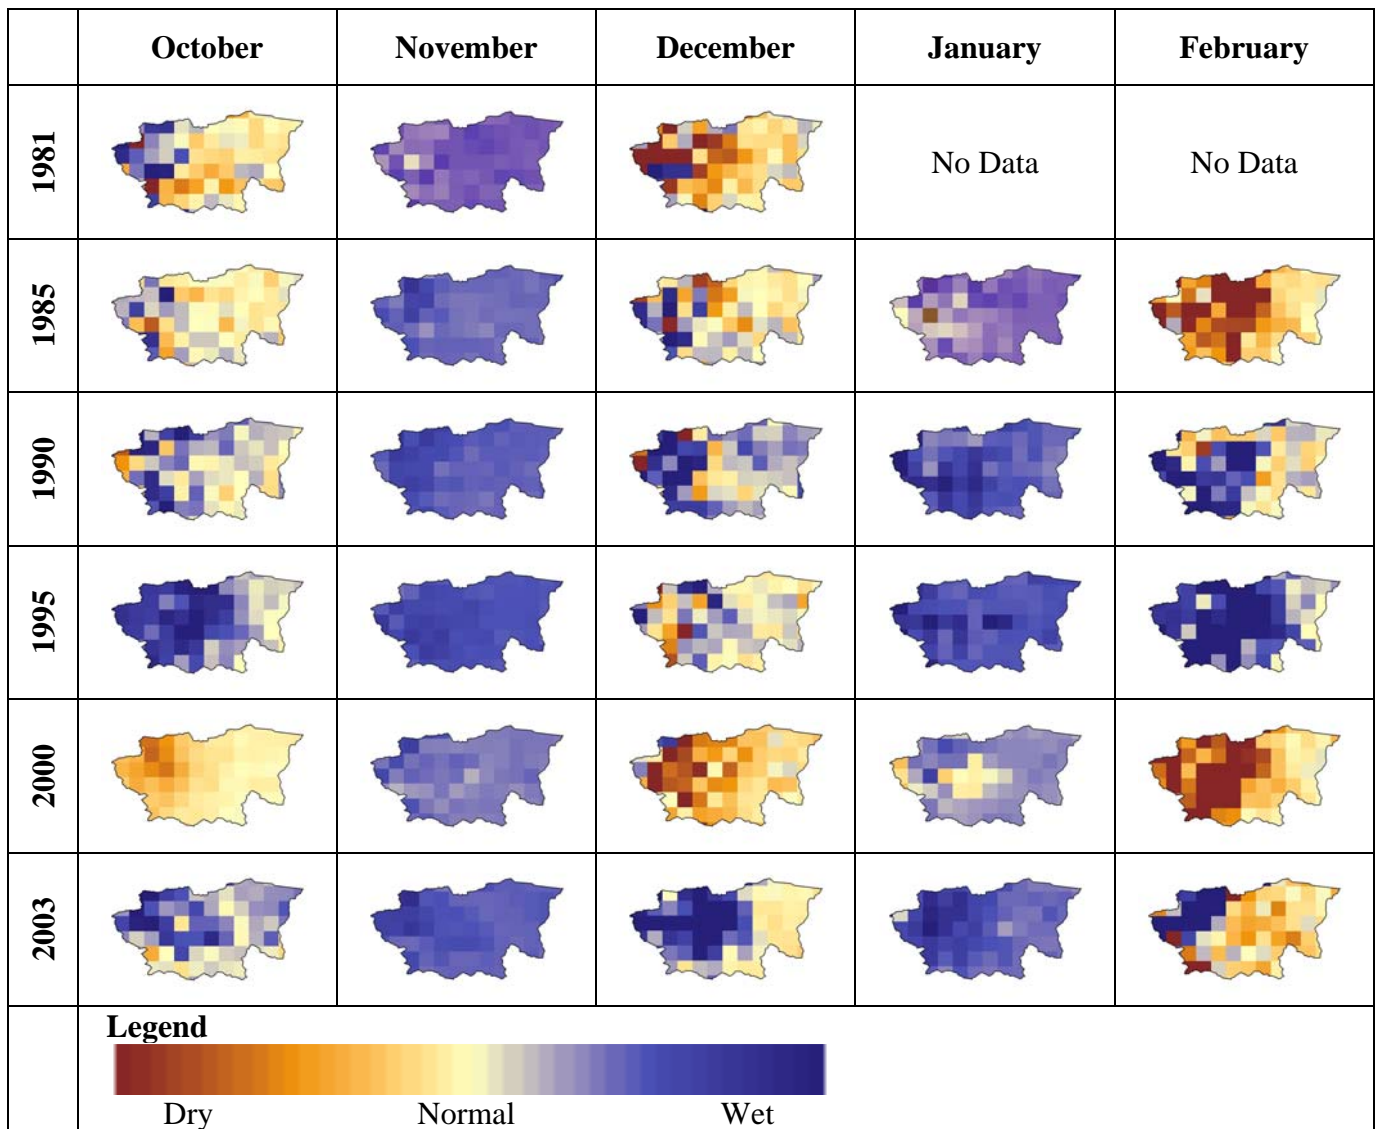 October November December January February
1981 No Data No Data
1985
1990
1995
2000
2003
Legend
Dry Normal Wet